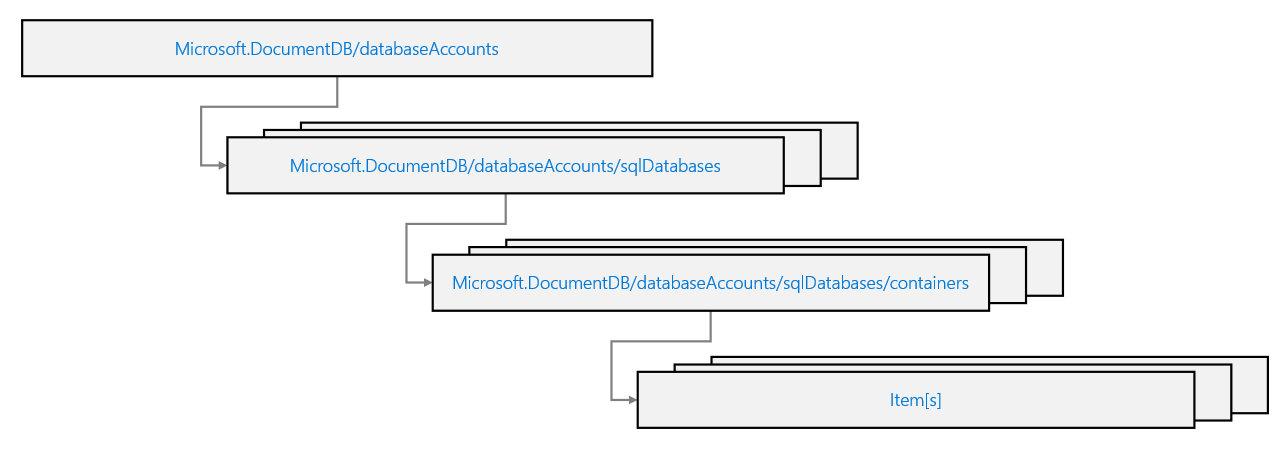 Microsoft.DocumentDB/databaseAccounts
Microsoft.DocumentDB/databaseAccounts/sqlDatabases
Microsoft.DocumentDB/databaseAccounts/sqlDatabases/containers
Item[s]